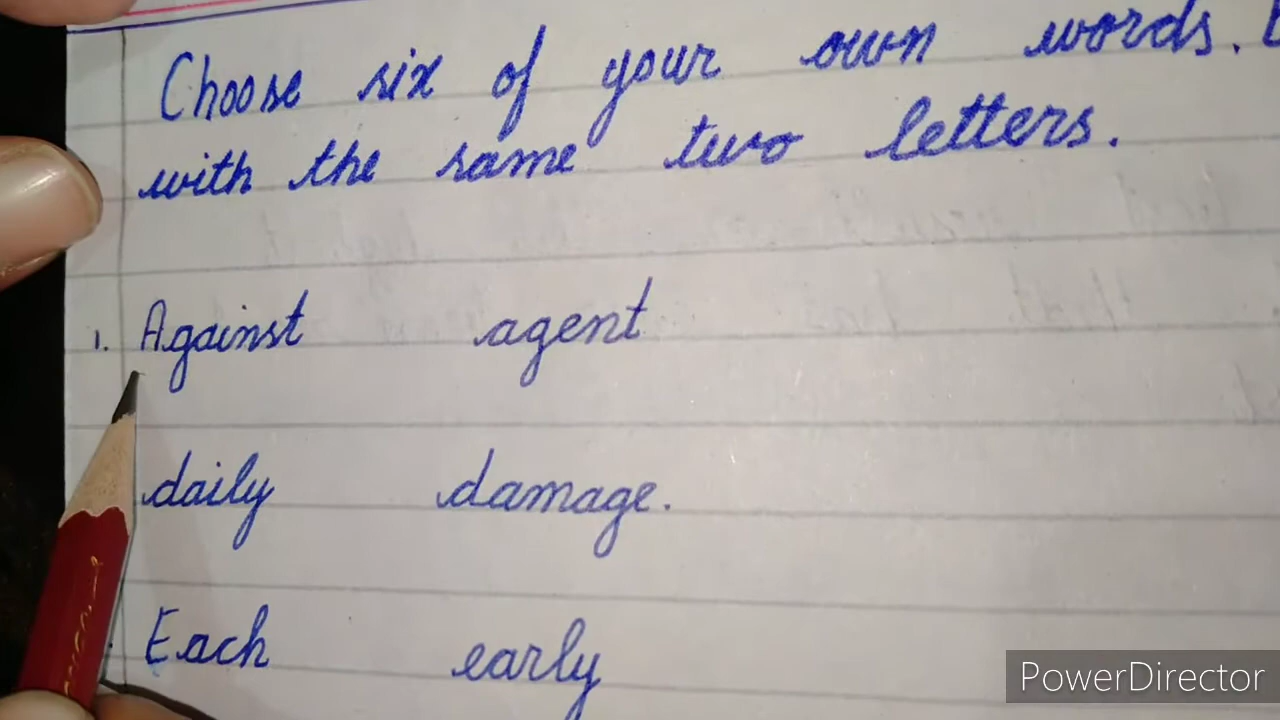 Choose six of your own words.
with the same two letters.
1. Against agent
daily damage.
Each early
PowerDirector